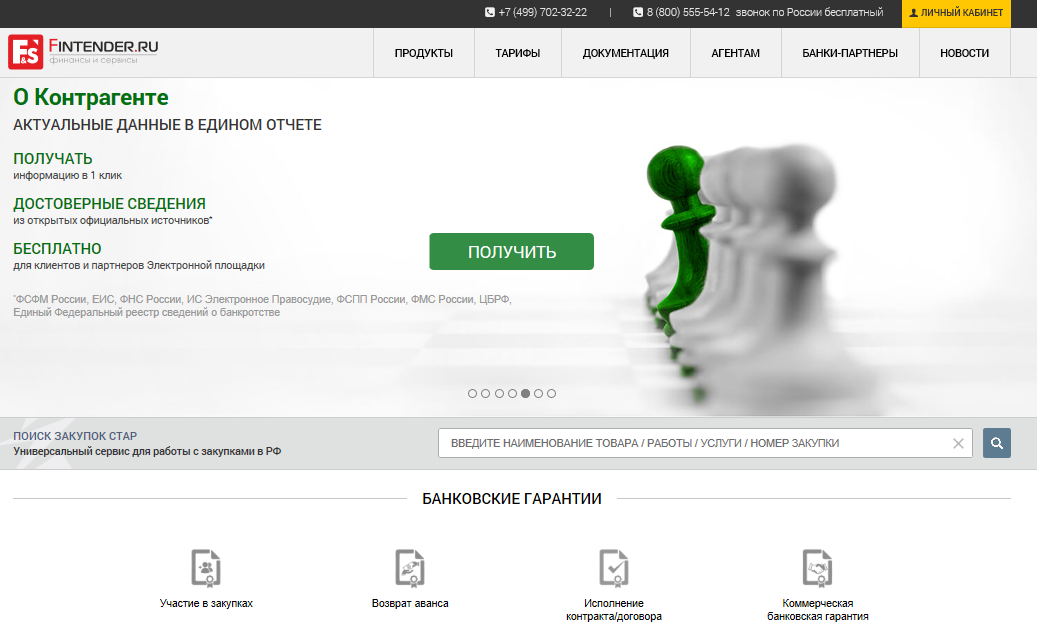 +7 (499) 702-32-22 | 8 (800) 555-54-12 звонок по России бесплатный ЛИЧНЫЙ КАБИНЕТ
F&S FINTENDER.RU
финансы и сервисы
ПРОДУКТЫ ТАРИФЫ ДОКУМЕНТАЦИЯ АГЕНТАМ БАНКИ-ПАРТНЕРЫ НОВОСТИ
О Контрагенте
АКТУАЛЬНЫЕ ДАННЫЕ В ЕДИНОМ ОТЧЕТЕ
ПОЛУЧАТЬ
информацию в 1 клик
ДОСТОВЕРНЫЕ СВЕДЕНИЯ
из открытых официальных источников*
БЕСПЛАТНО
для клиентов и партнеров Электронной площадки
ПОЛУЧИТЬ
*ФСФМ России, ЕИС, ФНС России, ИС Электронное Правосудие, ФСПП России, ФМС России, ЦБРФ,
Единый Федеральный реестр сведений о банкротстве
ПОИСК ЗАКУПОК СТАР
Универсальный сервис для работы с закупками в РФ
ВВЕДИТЕ НАИМЕНОВАНИЕ ТОВАРА / РАБОТЫ / УСЛУГИ / НОМЕР ЗАКУПКИ
БАНКОВСКИЕ ГАРАНТИИ
Участие в закупках
Возврат аванса
Исполнение
контракта/договора
Коммерческая
банковская гарантия